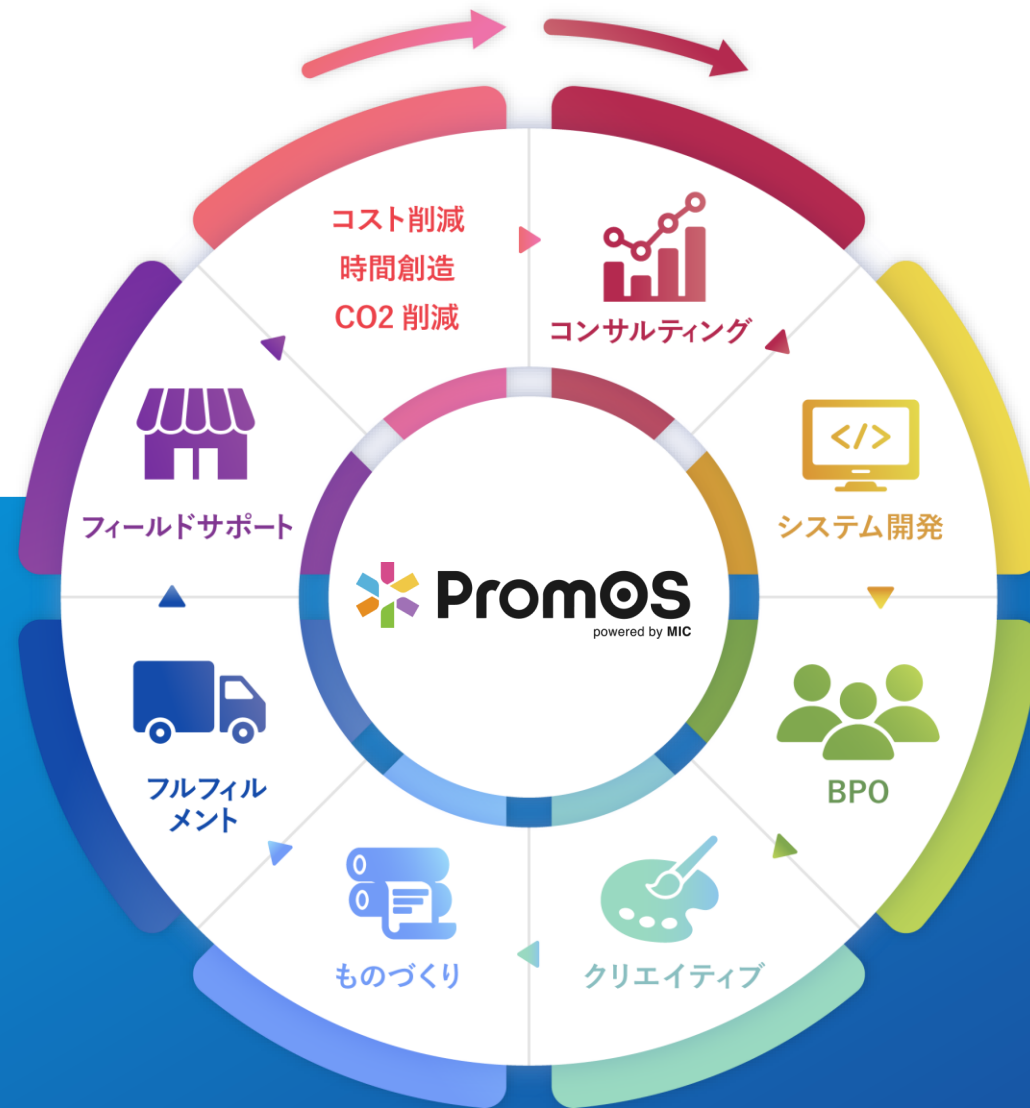 コスト削減
時間創造
CO2 削減
コンサルティング
システム開発
BPO
クリエイティブ
ものづくり
フルフィル
メント
フィールドサポート
PromOS
powered by MIC
</>